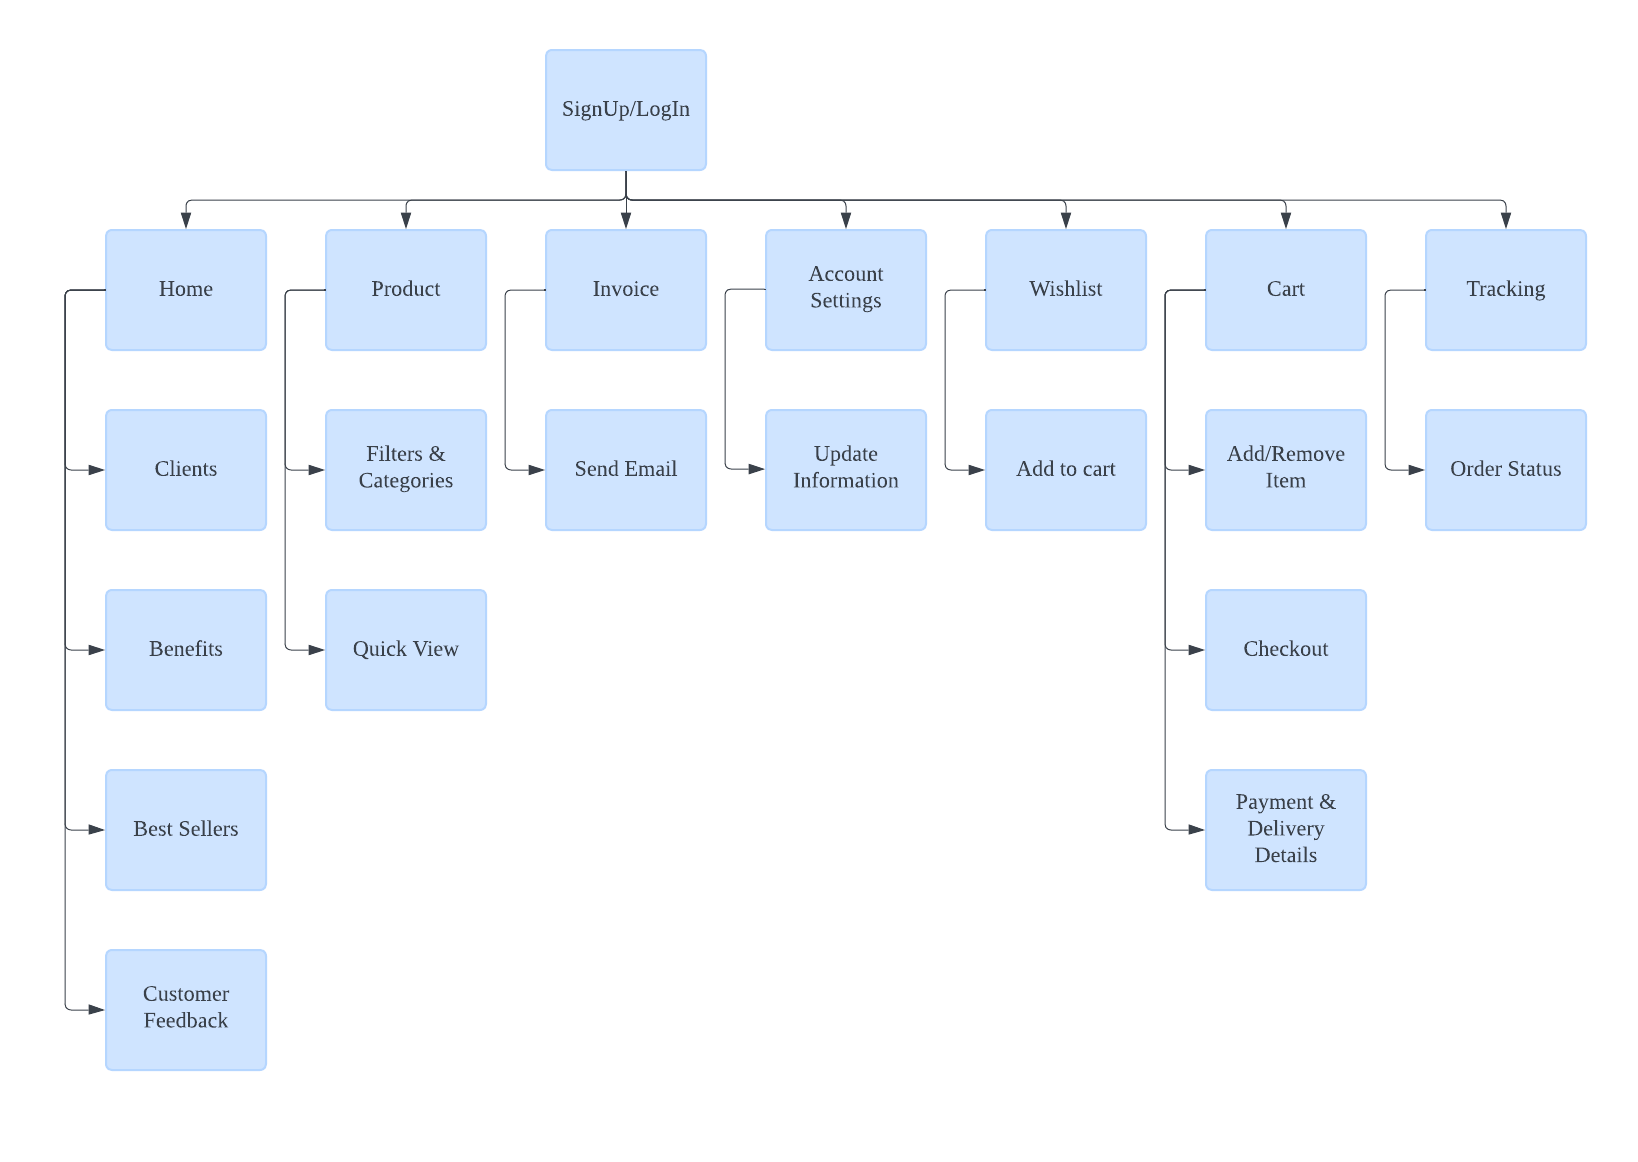 SignUp/LogIn
Home
Product
Invoice
Account
Settings
Wishlist
Cart
Tracking
Clients
Filters &
Categories
Send Email
Update
Information
Add to cart
Add/Remove
Item
Order Status
Benefits
Quick View
Checkout
Best Sellers
Payment &
Delivery
Details
Customer
Feedback